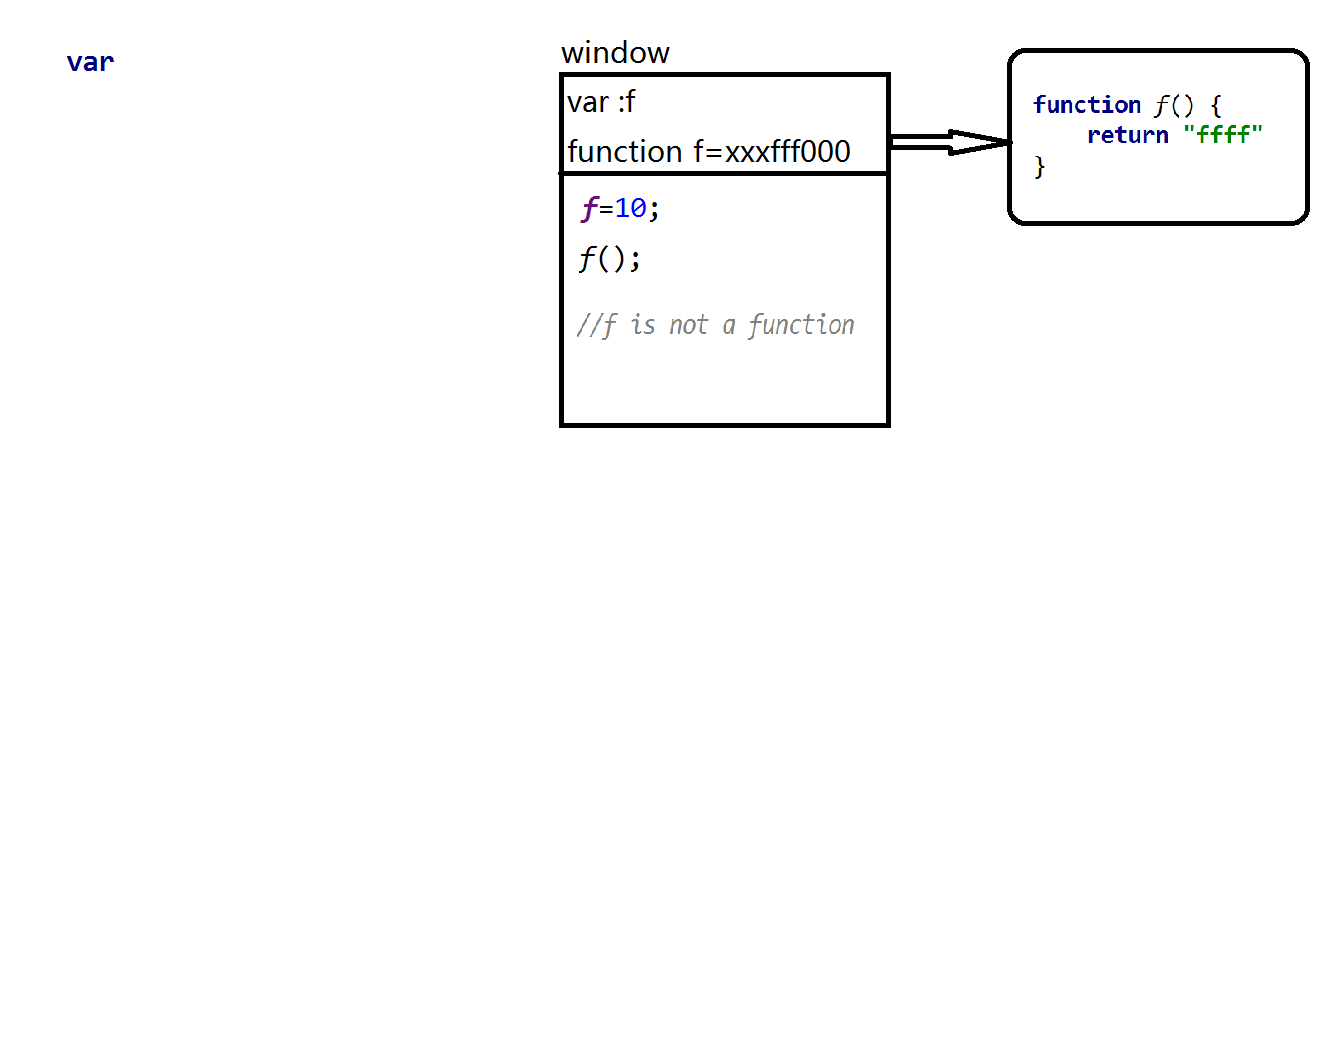 var
window
var :f
function f=xxxfff000
f=10;
f();
//f is not a function
function f() {
return "ffff"
}